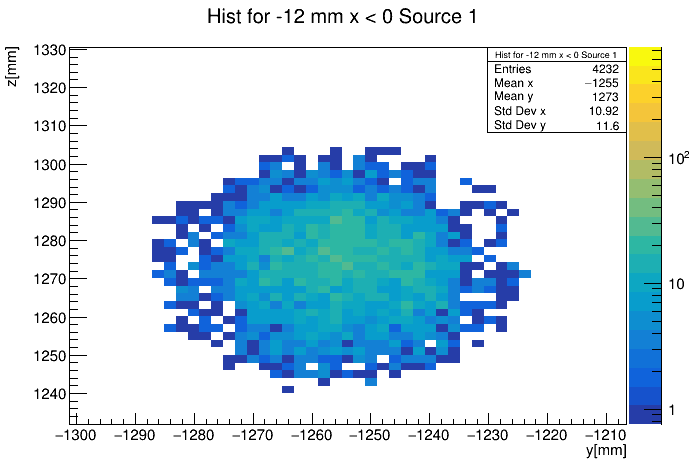 Hist for -12 mm x < 0 Source 1
z[mm]
1330
1320
1310
1300
1290
1280
1270
1260
1250
1240
Hist for -12 mm x < 0 Source 1
Entries 4232
Mean x −1255
Mean y 1273
Std Dev x 10.92
Std Dev y 11.6
10²
10
1
−1300 −1290 −1280 −1270 −1260 −1250 −1240 −1230 −1220 −1210
y[mm]